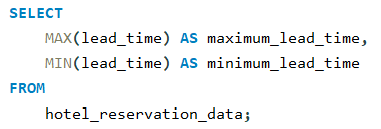 SELECT
    MAX(lead_time) AS maximum_lead_time,
    MIN(lead_time) AS minimum_lead_time
FROM
    hotel_reservation_data;